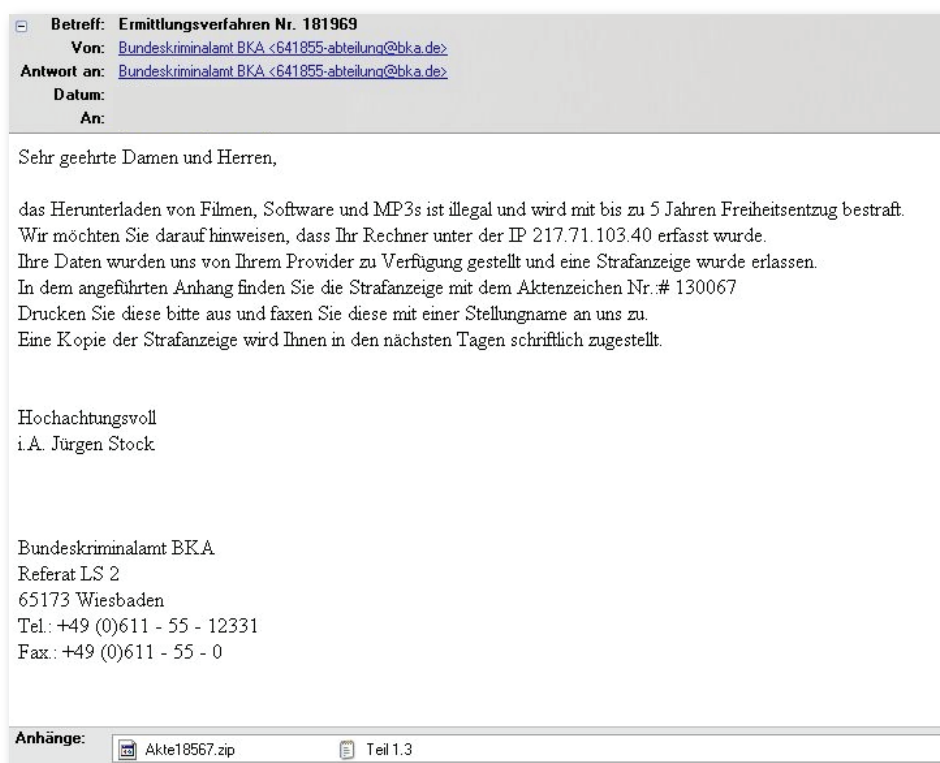 Betreff: Ermittlungsverfahren Nr. 181969
Von: Bundeskriminalamt BKA <641855-abteilung@bka.de>
Antwort an: Bundeskriminalamt BKA <641855-abteilung@bka.de>
Datum:
An:
Sehr geehrte Damen und Herren,
das Herunterladen von Filmen, Software und MP3s ist illegal und wird mit bis zu 5 Jahren Freiheitsentzug bestraft.
Wir möchten Sie darauf hinweisen, dass Ihr Rechner unter der IP 217.71.103.40 erfasst wurde.
Ihre Daten wurden uns von Ihrem Provider zu Verfügung gestellt und eine Strafanzeige wurde erlassen.
In dem angeführten Anhang finden Sie die Strafanzeige mit dem Aktenzeichen Nr.:# 130067
Drucken Sie diese bitte aus und faxen Sie diese mit einer Stellungname an uns zu.
Eine Kopie der Strafanzeige wird Ihnen in den nächsten Tagen schriftlich zugestellt.
Hochachtungsvoll
i.A. Jürgen Stock
Bundeskriminalamt BKA
Referat LS 2
65173 Wiesbaden
Tel.: +49 (0)611 - 55 - 12331
Fax.: +49 (0)611 - 55 - 0
Anhänge: Akte18567.zip Teil 1.3